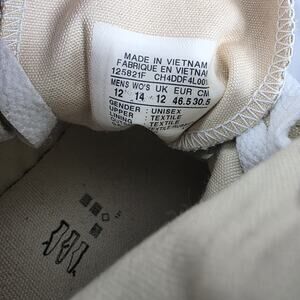 MADE IN VIETNAM
FABRIQUE EN VIETNAM
125821F CH4DDF4L00
MENS WO'S UK EUR CM
12 14 12 46.5 30.5
GENDER : UNISEX
UPPER : TEXTILE
LINING : TEXTILE